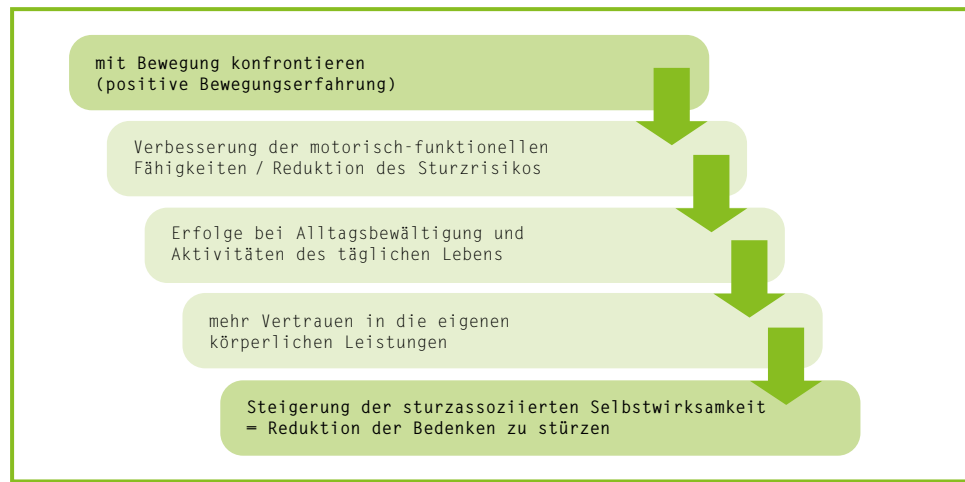 mit Bewegung konfrontieren
(positive Bewegungserfahrung)
Verbesserung der motorisch-funktionellen
Fähigkeiten / Reduktion des Sturzrisikos
Erfolge bei Alltagsbewältigung und
Aktivitäten des täglichen Lebens
mehr Vertrauen in die eigenen
körperlichen Leistungen
Steigerung der sturzassoziierten Selbstwirksamkeit
= Reduktion der Bedenken zu stürzen